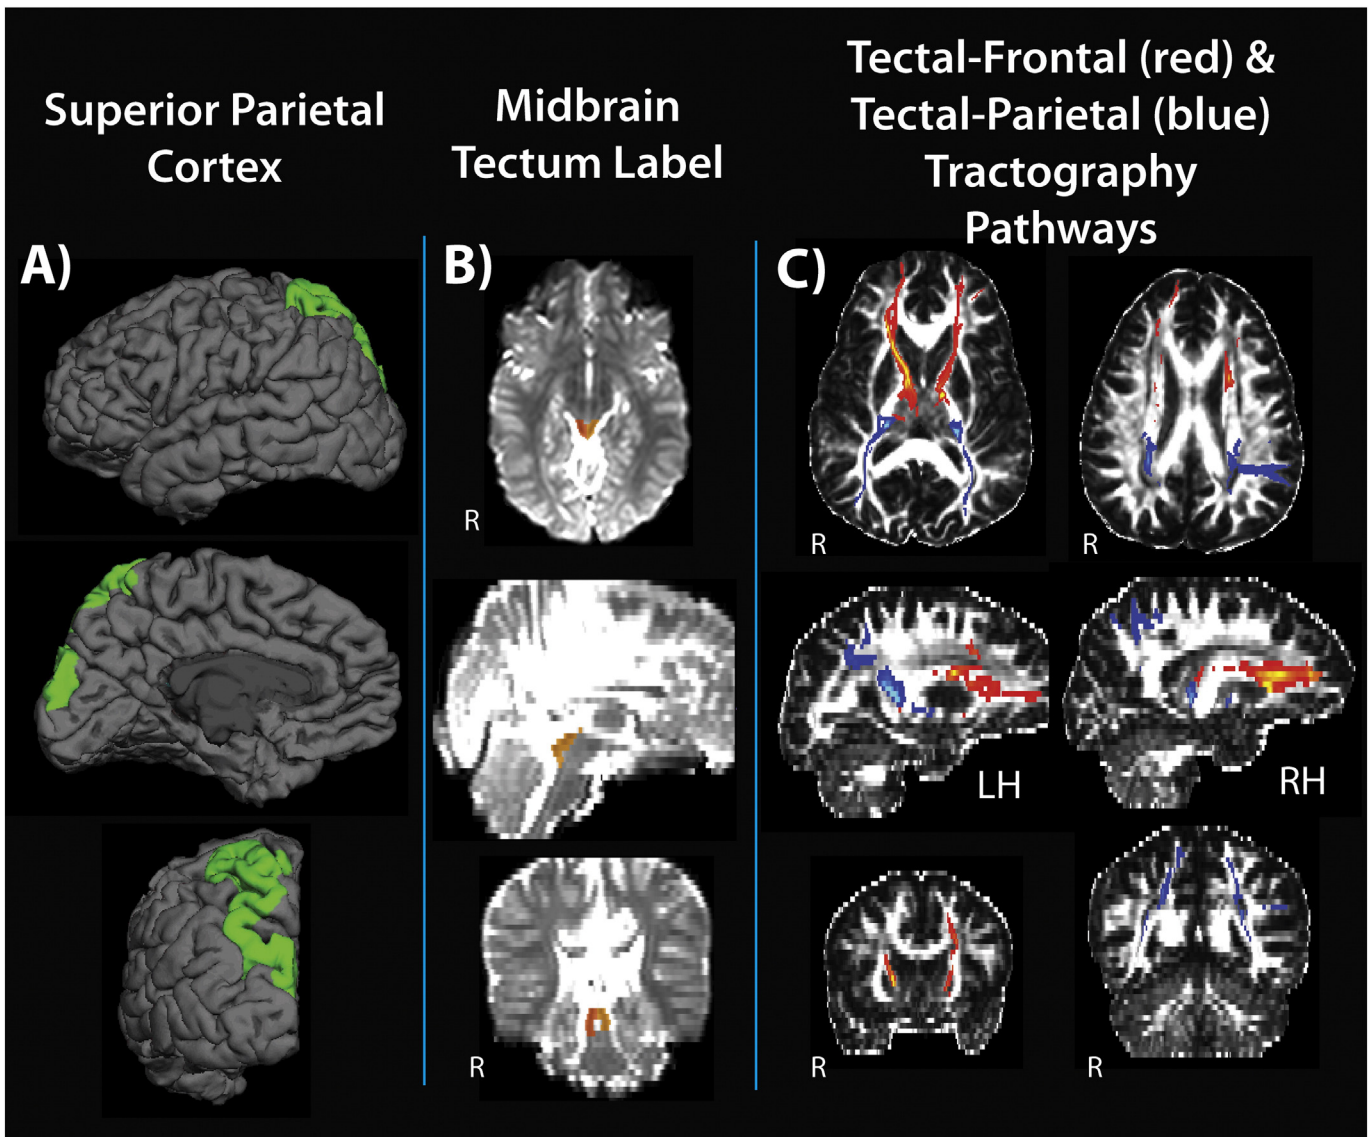 Superior Parietal
Cortex
Midbrain
Tectum Label
Tectal-Frontal (red) &
Tectal-Parietal (blue)
Tractography
Pathways
A)
B)
C)
R
R
R
LH
RH
R
R
R